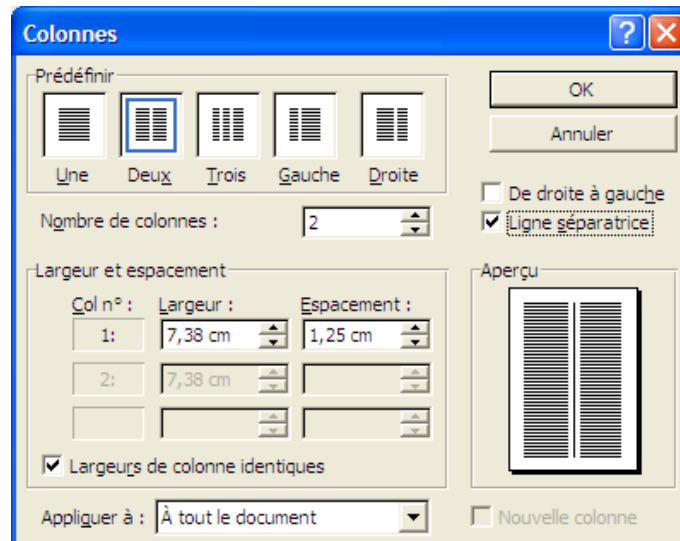 Colonnes
Prédéfinir
Une Deux Trois Gauche Droite
OK
Annuler
De droite à gauche
Ligne séparatrice
Nombre de colonnes : 2
Largeur et espacement
Col n° : Largeur : Espacement :
1: 7,38 cm 1,25 cm
2: 7,38 cm
Largeurs de colonne identiques
Aperçu
Appliquer à : À tout le document
Nouvelle colonne